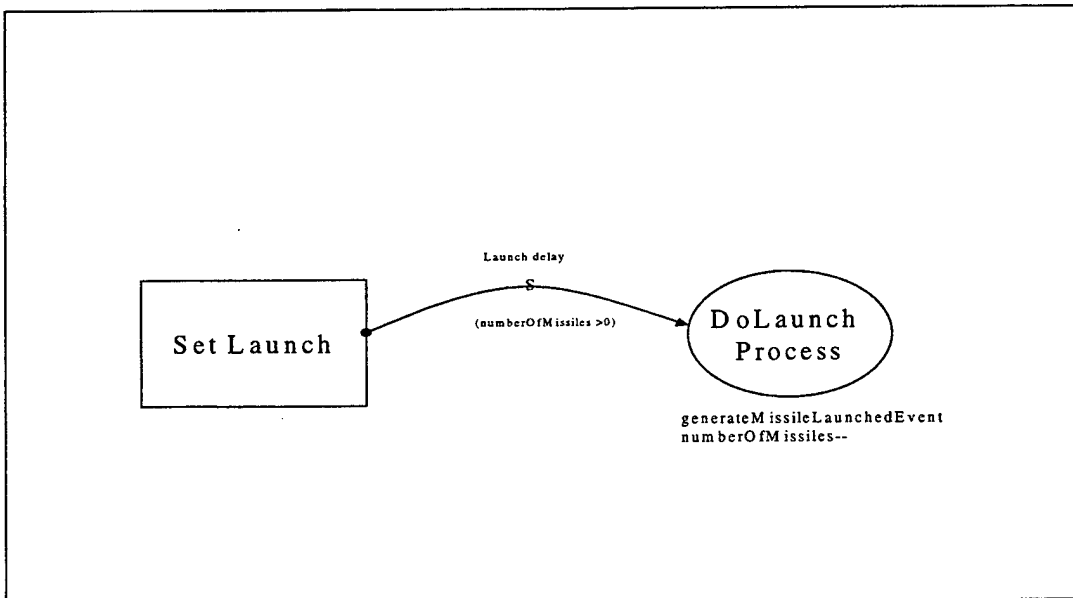 Launch delay
S
Set Launch
(numberOfMissiles >0)
DoLaunch
Process
generateMissileLaunchedEvent
numberOfMissiles--